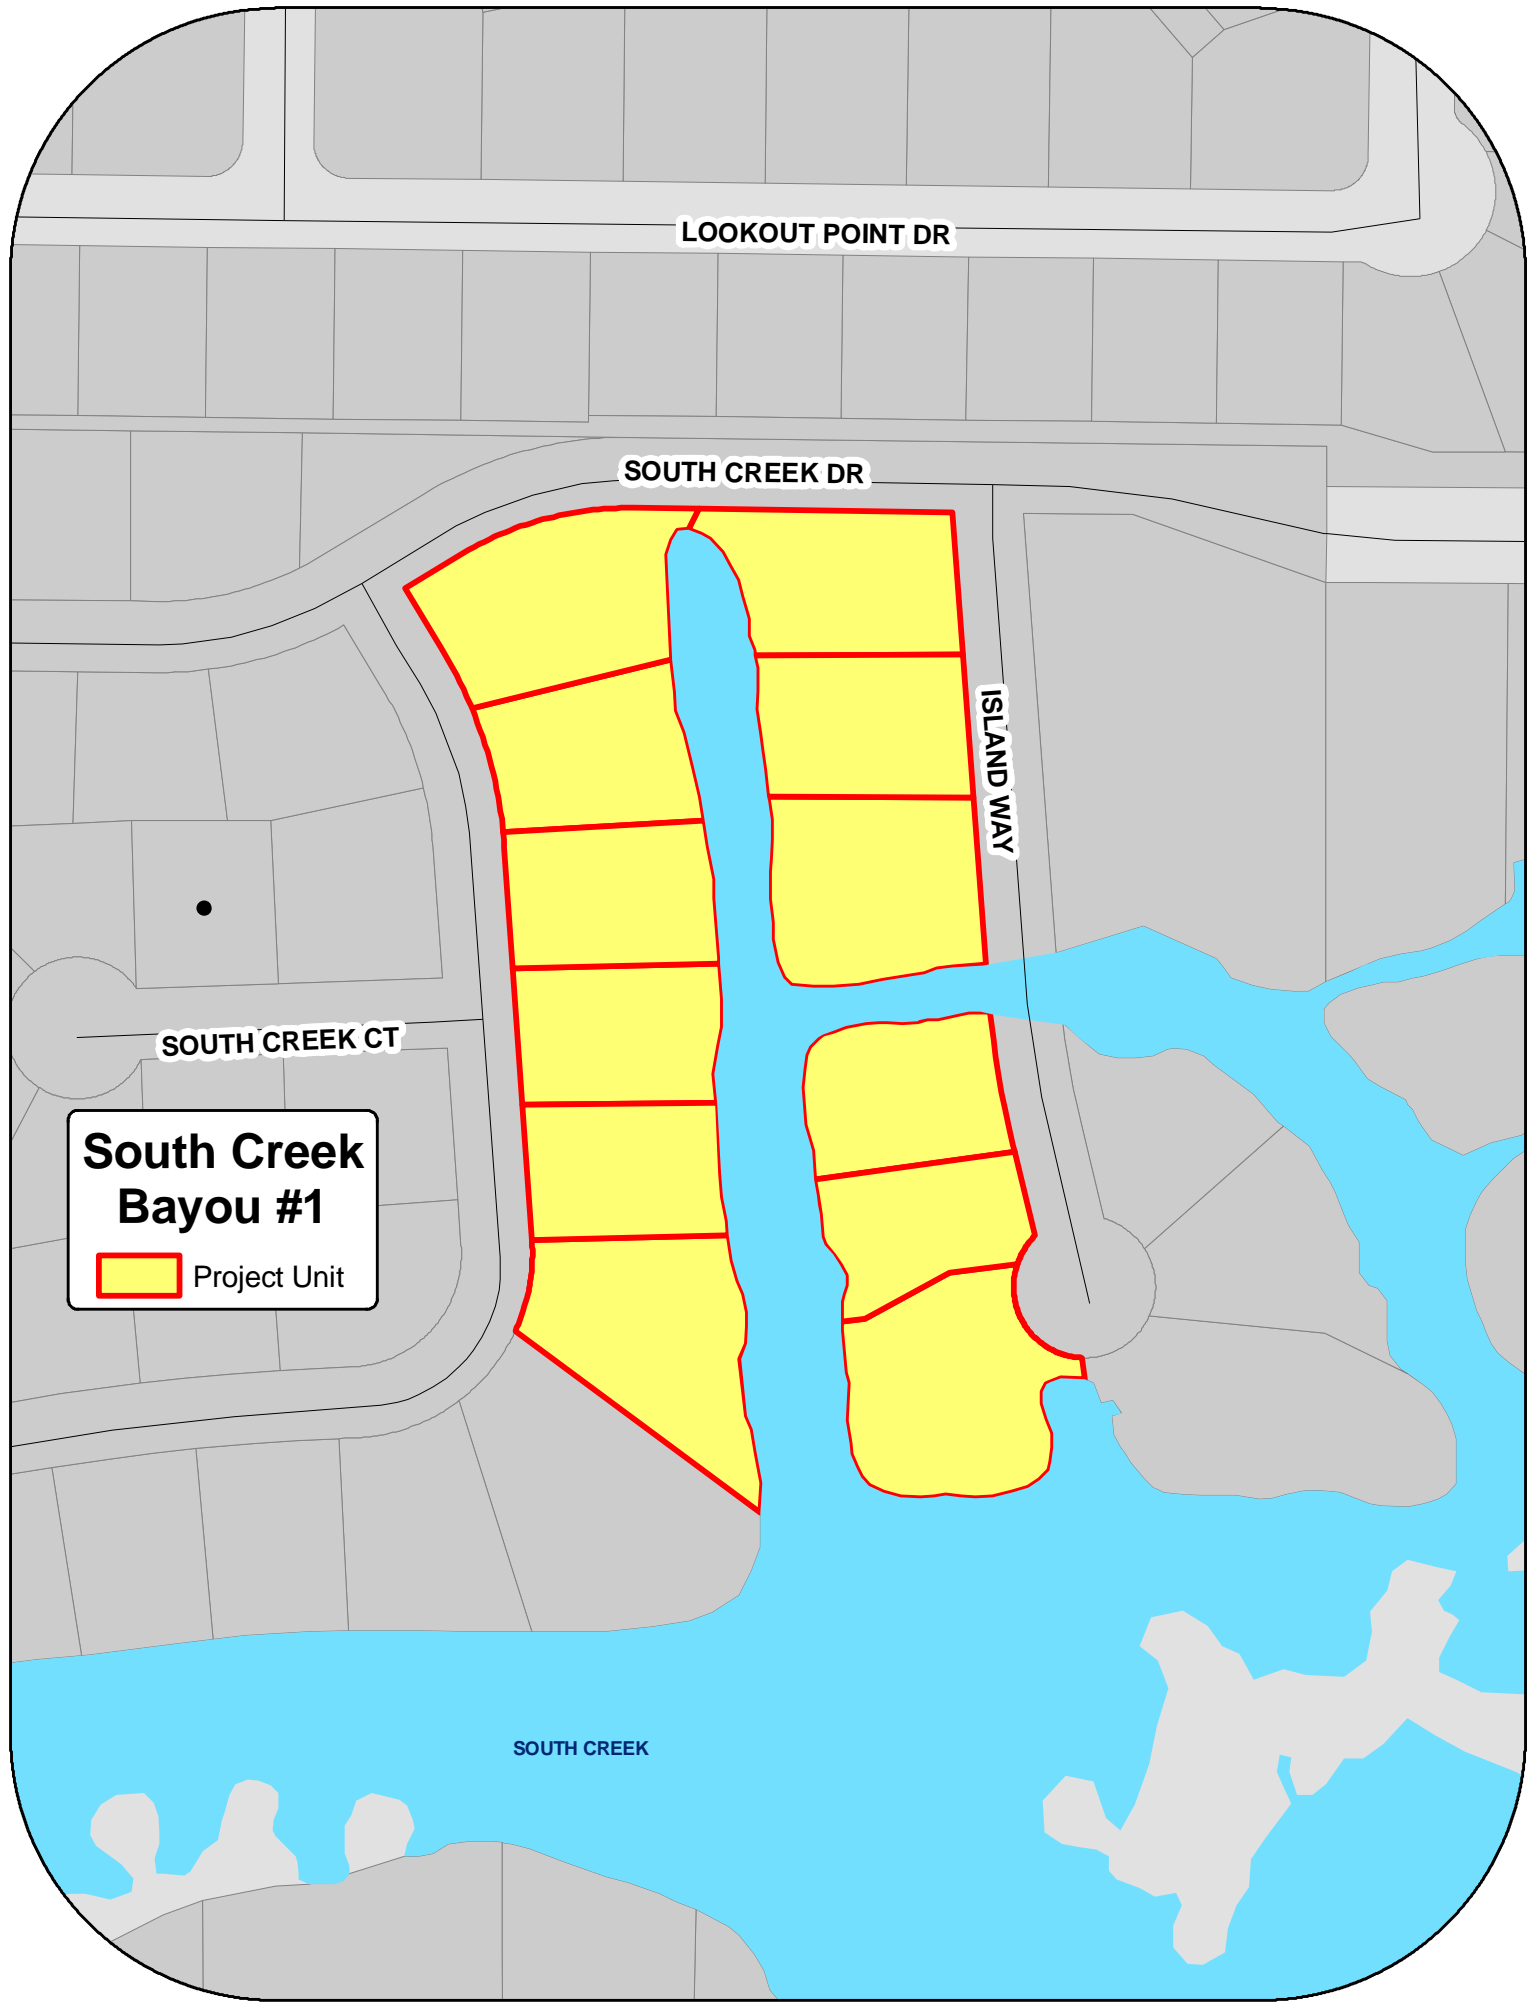 LOOKOUT POINT DR
SOUTH CREEK DR
ISLAND WAY
SOUTH CREEK CT
South Creek
Bayou #1
Project Unit
SOUTH CREEK